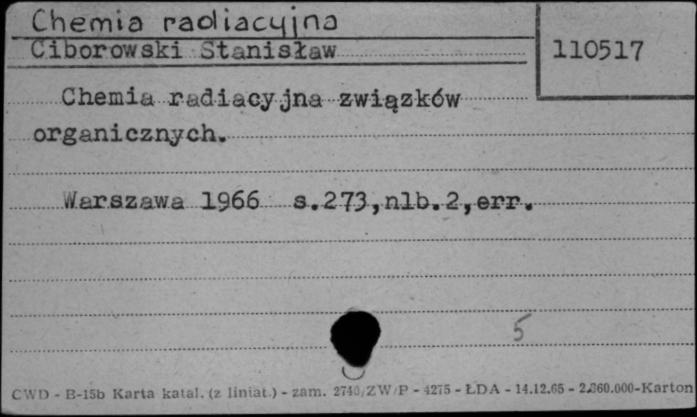 Chemia radiacyjna
Ciborowski Stanisław
110517
Chemia radiacyjna związków
organicznych.
Warszawa 1966 s.273,nlb.2,err.
5
CWD - B-15b Karta katal. (z liniat.) - zam. 2740/ZW/P - 4275 - ŁDA - 14.12.65 - 2.360.000-Karton